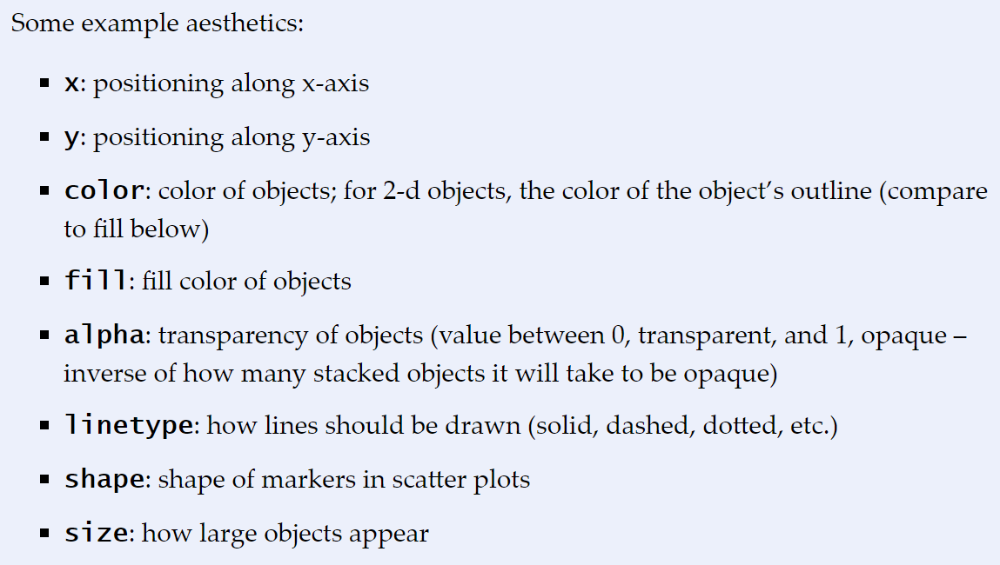 Some example aesthetics:
▪ x: positioning along x-axis
▪ y: positioning along y-axis
▪ color: color of objects; for 2-d objects, the color of the object’s outline (compare
to fill below)
▪ fill: fill color of objects
▪ alpha: transparency of objects (value between 0, transparent, and 1, opaque –
inverse of how many stacked objects it will take to be opaque)
▪ linetype: how lines should be drawn (solid, dashed, dotted, etc.)
▪ shape: shape of markers in scatter plots
▪ size: how large objects appear